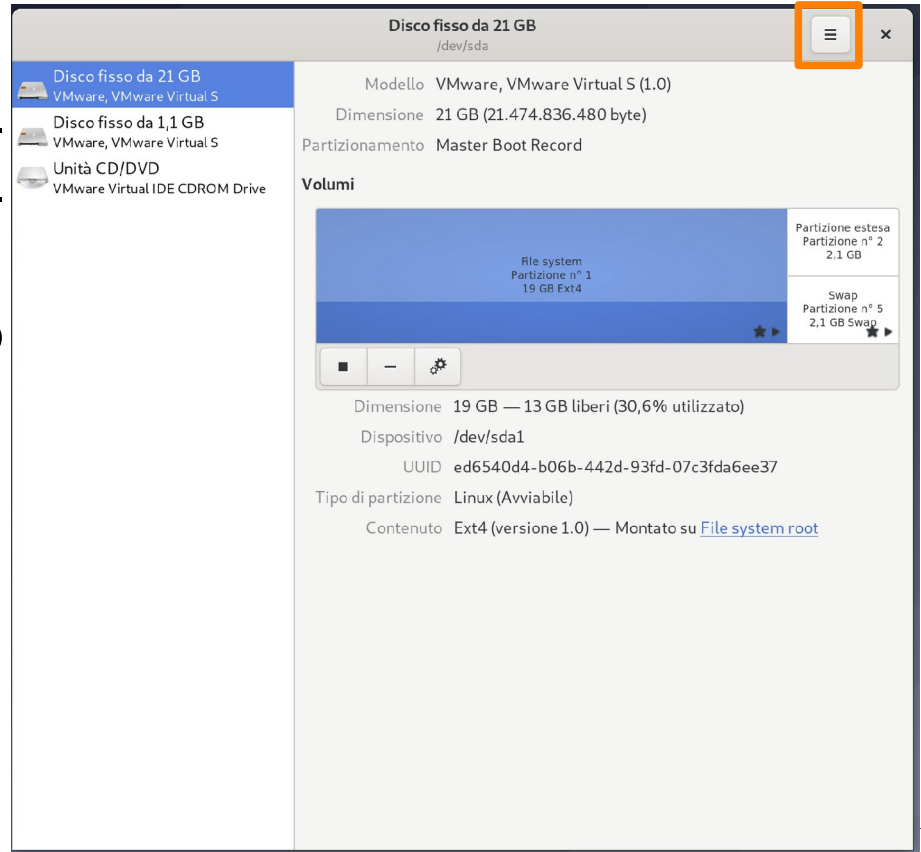 Disco fisso da 21 GB
/dev/sda
Disco fisso da 21 GB
VMware, VMware Virtual S
Disco fisso da 1,1 GB
VMware, VMware Virtual S
Unità CD/DVD
VMware Virtual IDE CDROM Drive
Modello VMware, VMware Virtual S (1.0)
Dimensione 21 GB (21.474.836.480 byte)
Partizionamento Master Boot Record
Volumi
File system
Partizione n° 1
19 GB Ext4
Partizione estesa
Partizione n° 2
2,1 GB
Swap
Partizione n° 5
2,1 GB Swap
Dimensione 19 GB — 13 GB liberi (30,6% utilizzato)
Dispositivo /dev/sda1
UUID ed6540d4-b06b-442d-93fd-07c3fda6ee37
Tipo di partizione Linux (Avviabile)
Contenuto Ext4 (versione 1.0) — Montato su File system root